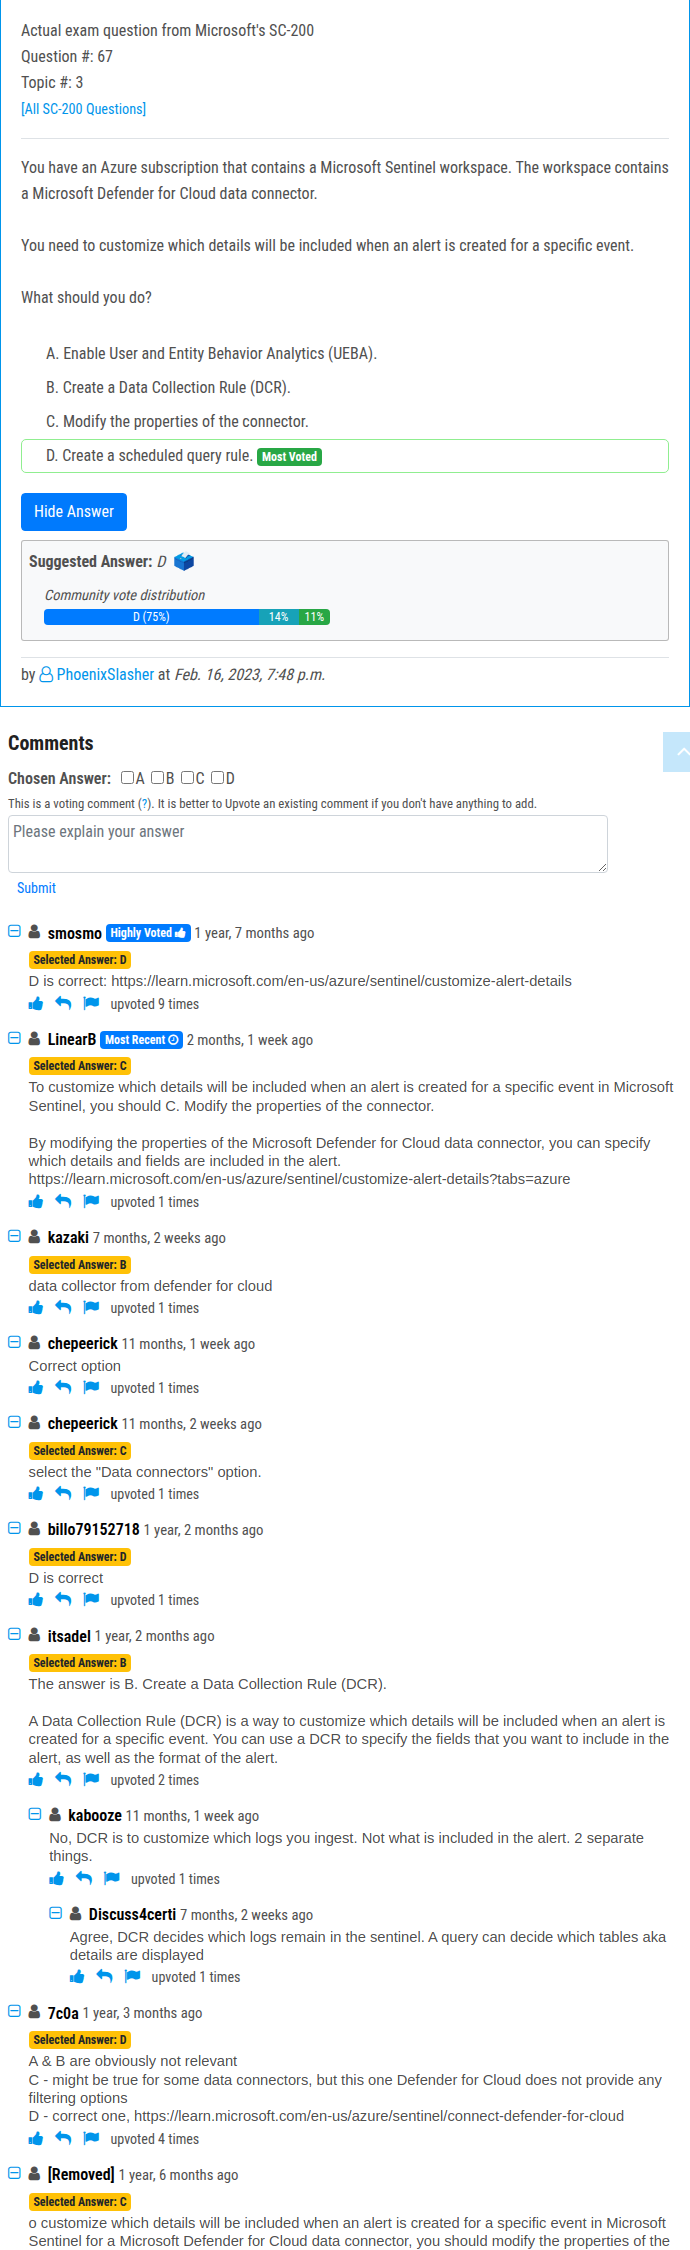 Actual exam question from Microsoft's SC-200
Question #: 67
Topic #: 3
[All SC-200 Questions]
You have an Azure subscription that contains a Microsoft Sentinel workspace. The workspace contains
a Microsoft Defender for Cloud data connector.
You need to customize which details will be included when an alert is created for a specific event.
What should you do?
A. Enable User and Entity Behavior Analytics (UEBA).
B. Create a Data Collection Rule (DCR).
C. Modify the properties of the connector.
D. Create a scheduled query rule. Most Voted
Hide Answer
Suggested Answer: D
Community vote distribution
D (75%) 14% 11%
by PhoenixSlasher at Feb. 16, 2023, 7:48 p.m.
Comments
Chosen Answer: A B C D
This is a voting comment (?). It is better to Upvote an existing comment if you don't have anything to add.
Please explain your answer
Submit
smosmo Highly Voted 1 year, 7 months ago
Selected Answer: D
D is correct: https://learn.microsoft.com/en-us/azure/sentinel/customize-alert-details
upvoted 9 times
LinearB Most Recent 2 months, 1 week ago
Selected Answer: C
To customize which details will be included when an alert is created for a specific event in Microsoft
Sentinel, you should C. Modify the properties of the connector.
By modifying the properties of the Microsoft Defender for Cloud data connector, you can specify
which details and fields are included in the alert.
https://learn.microsoft.com/en-us/azure/sentinel/customize-alert-details?tabs=azure
upvoted 1 times
kazaki 7 months, 2 weeks ago
Selected Answer: B
data collector from defender for cloud
upvoted 1 times
chepeerick 11 months, 1 week ago
Correct option
upvoted 1 times
chepeerick 11 months, 2 weeks ago
Selected Answer: C
select the "Data connectors" option.
upvoted 1 times
billo79152718 1 year, 2 months ago
Selected Answer: D
D is correct
upvoted 1 times
itsadel 1 year, 2 months ago
Selected Answer: B
The answer is B. Create a Data Collection Rule (DCR).
A Data Collection Rule (DCR) is a way to customize which details will be included when an alert is
created for a specific event. You can use a DCR to specify the fields that you want to include in the
alert, as well as the format of the alert.
upvoted 2 times
kabooze 11 months, 1 week ago
No, DCR is to customize which logs you ingest. Not what is included in the alert. 2 separate
things.
upvoted 1 times
Discuss4certi 7 months, 2 weeks ago
Agree, DCR decides which logs remain in the sentinel. A query can decide which tables aka
details are displayed
upvoted 1 times
7c0a 1 year, 3 months ago
Selected Answer: D
A & B are obviously not relevant
C - might be true for some data connectors, but this one Defender for Cloud does not provide any
filtering options
D - correct one, https://learn.microsoft.com/en-us/azure/sentinel/connect-defender-for-cloud
upvoted 4 times
[Removed] 1 year, 6 months ago
Selected Answer: C
o customize which details will be included when an alert is created for a specific event in Microsoft
Sentinel for a Microsoft Defender for Cloud data connector, you should modify the properties of the